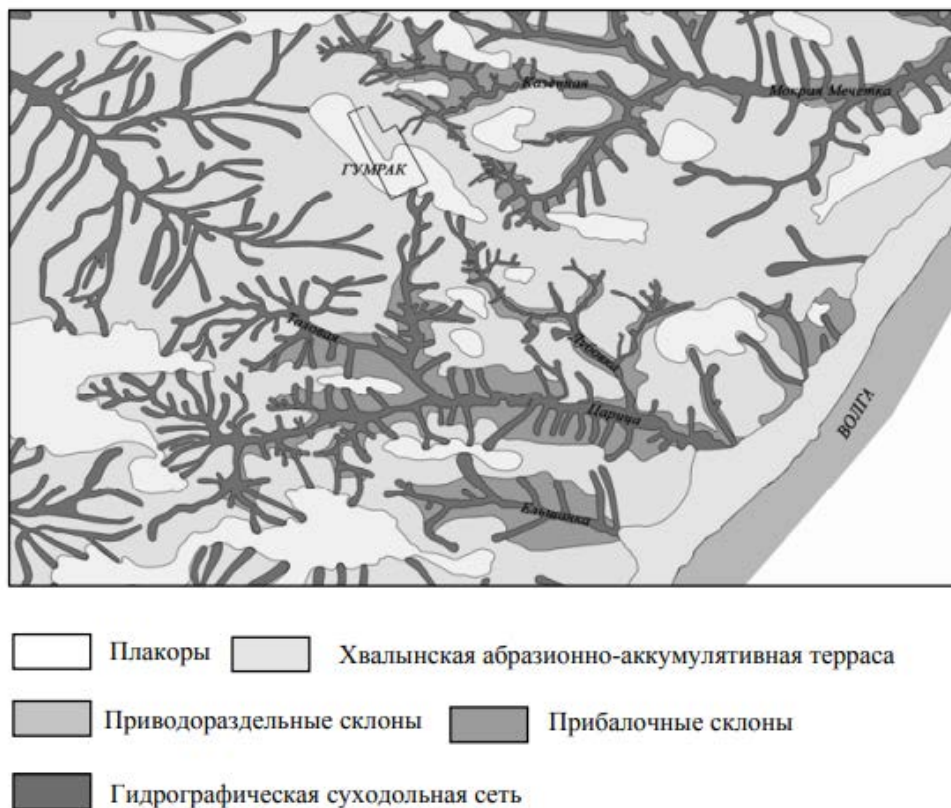 Казённая
Мокрая Мечетка
ГУМРАК
Таловая
Дубовая
Царица
ВОЛГА
Ельшанка
Плакоры
Хвалынская абразионно-аккумулятивная терраса
Приводораздельные склоны
Прибалочные склоны
Гидрографическая суходольная сеть